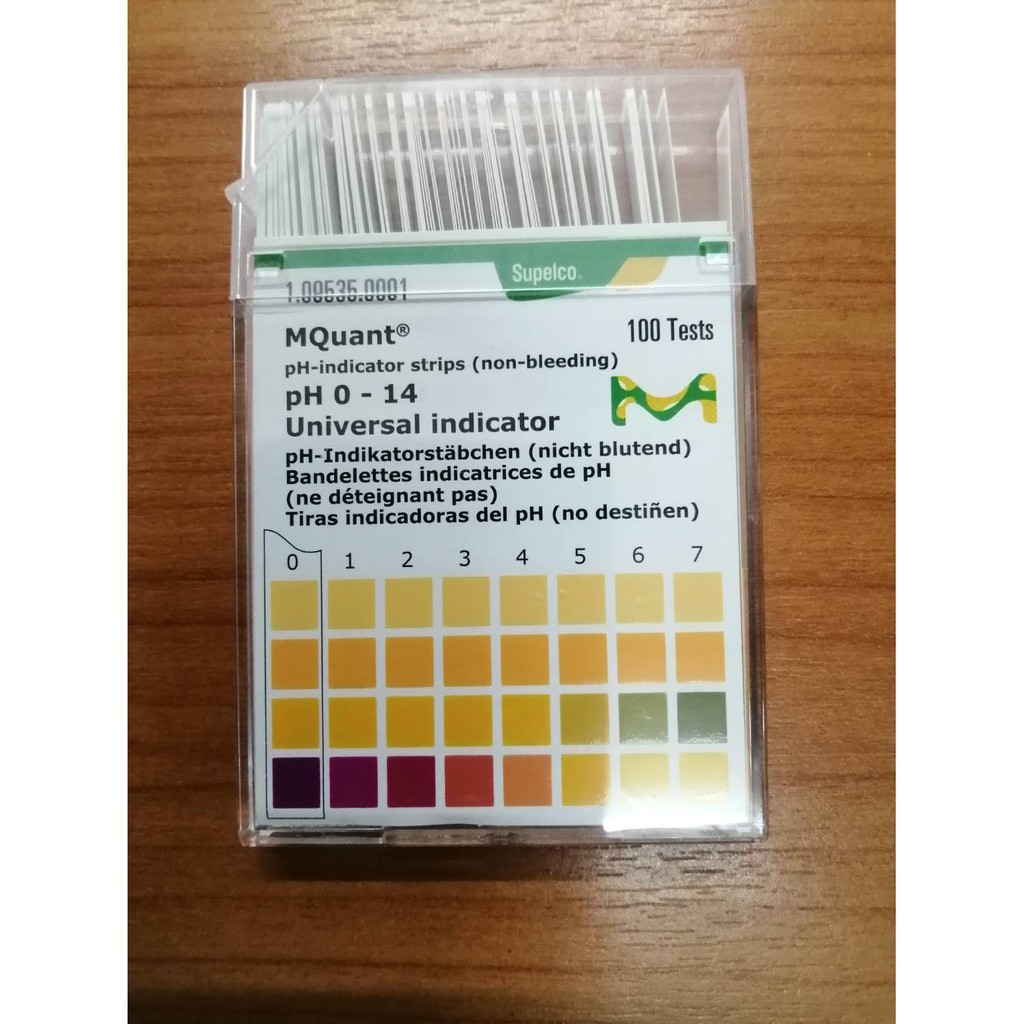 Supelco®
1.09535.0001
MQuant®
100 Tests
pH-indicator strips (non-bleeding)
pH 0 - 14
Universal indicator
pH-Indikatorstäbchen (nicht blutend)
Bandelettes indicatrices de pH
(ne déteignant pas)
Tiras indicadoras del pH (no destiñen)
0 1 2 3 4 5 6 7